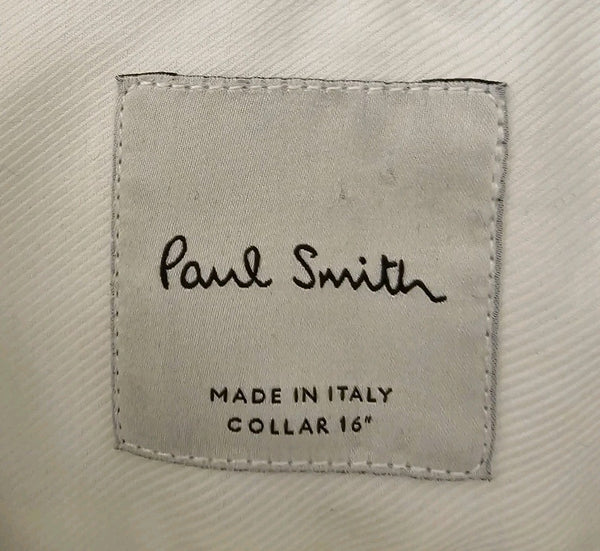 Paul Smith
MADE IN ITALY
COLLAR 16"